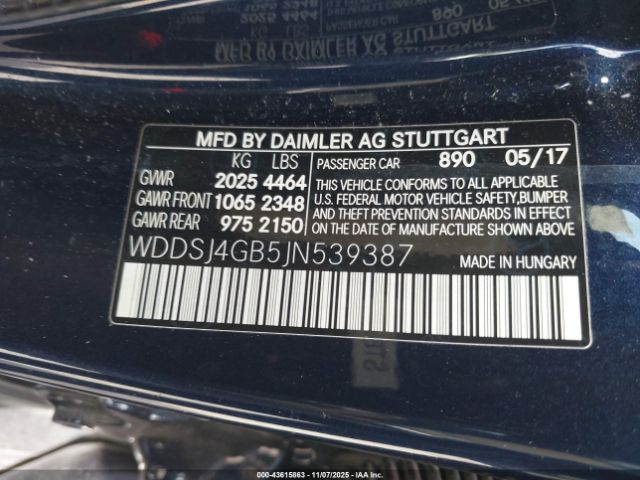 MFD BY DAIMLER AG STUTTGART
KG LBS PASSENGER CAR 890 05/17
GVWR 2025 4464
GAWR FRONT 1065 2348
GAWR REAR 975 2150
THIS VEHICLE CONFORMS TO ALL APPLICABLE
U.S. FEDERAL MOTOR VEHICLE SAFETY, BUMPER
AND THEFT PREVENTION STANDARDS IN EFFECT
ON THE DATE OF MANUFACTURE SHOWN ABOVE.
WDDSJ4GB5JN539387 MADE IN HUNGARY
000-43615863 - 11/07/2025 - IAAI.COM